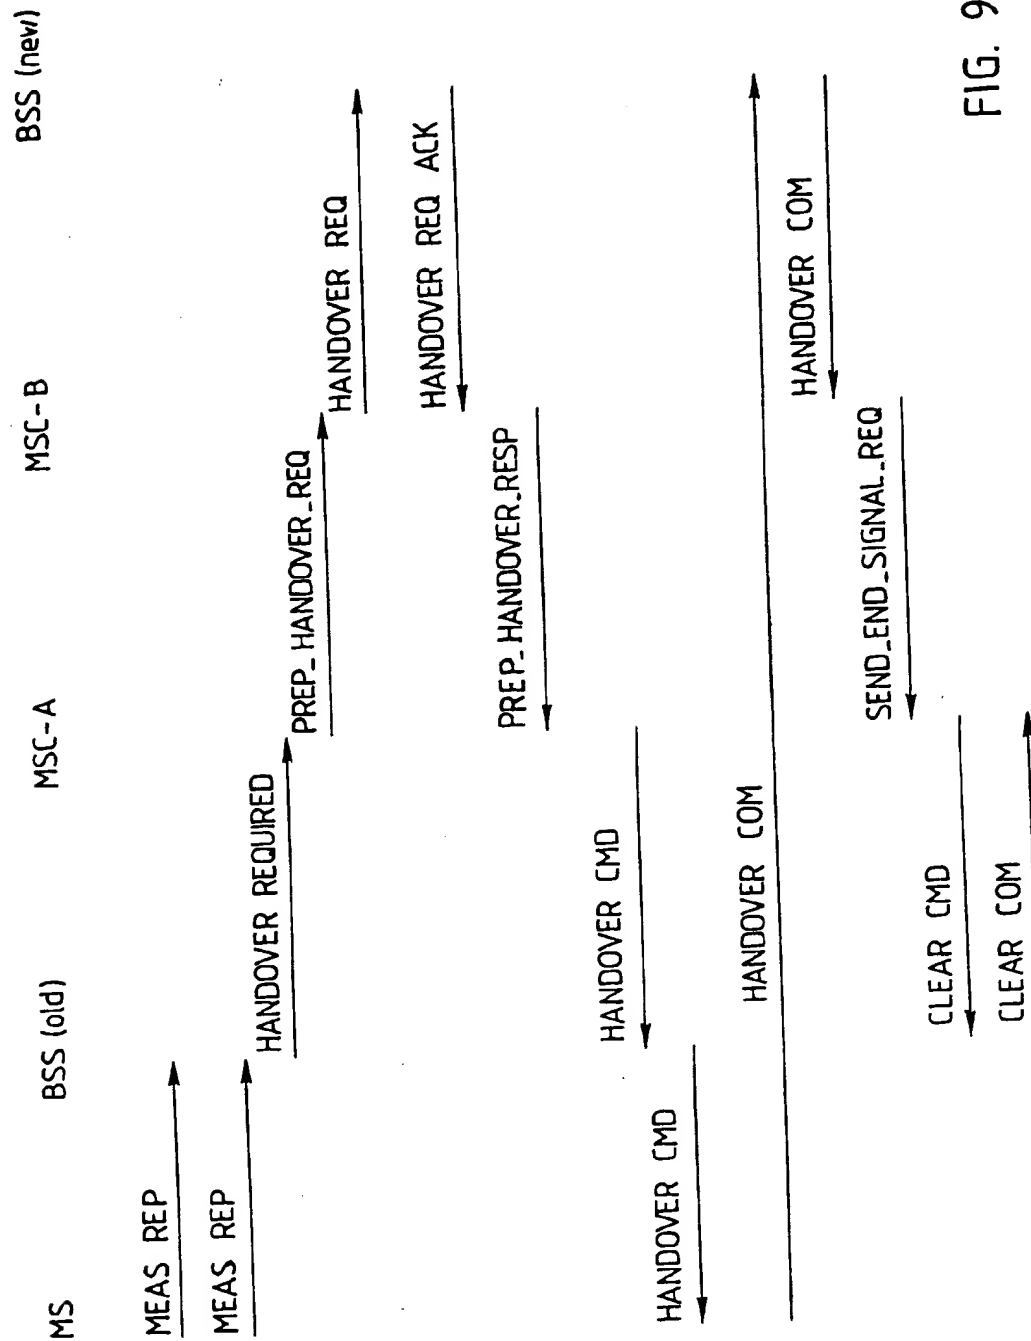 MS
BSS (old)
MSC-A
MSC-B
BSS (new)
MEAS REP
MEAS REP
HANDOVER REQUIRED
PREP_HANDOVER_REQ
HANDOVER REQ
HANDOVER REQ ACK
PREP_HANDOVER_RESP
HANDOVER CMD
HANDOVER CMD
HANDOVER COM
HANDOVER COM
SEND_END_SIGNAL_REQ
CLEAR CMD
CLEAR COM
FIG. 9